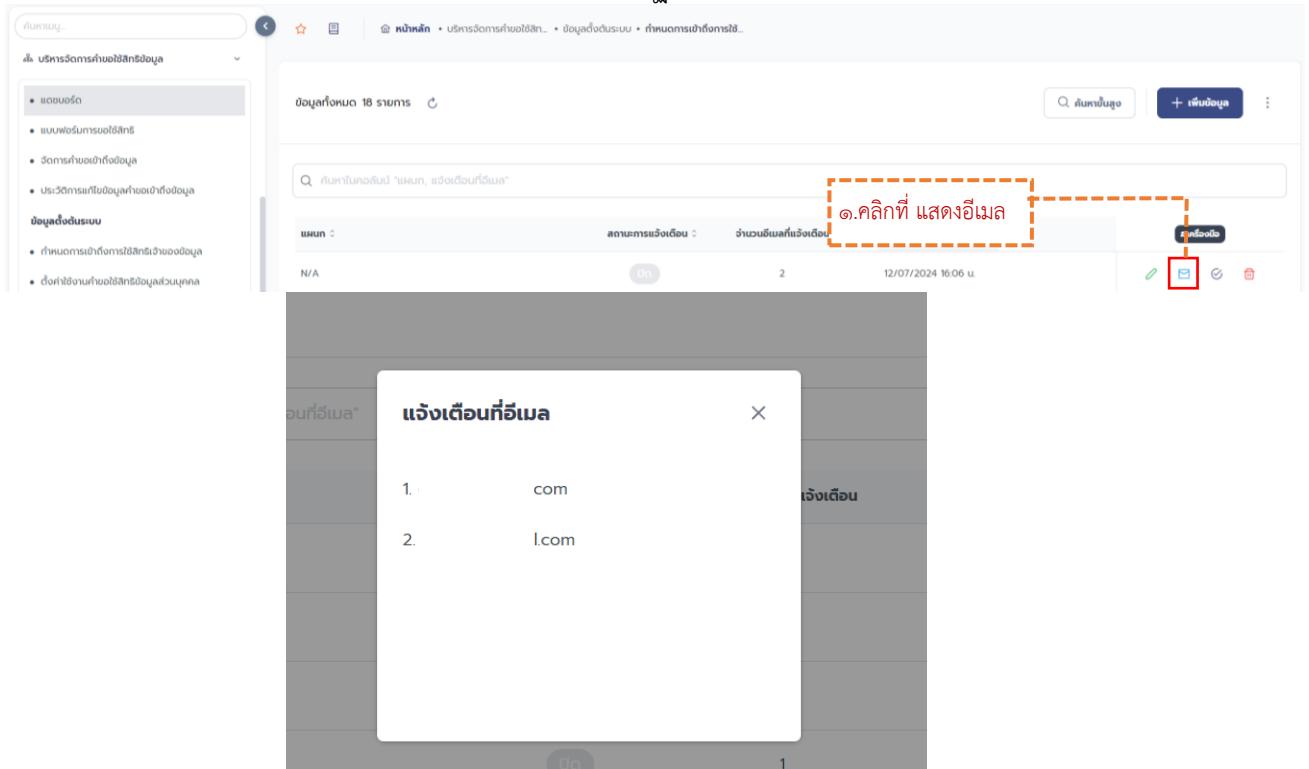 ค้นหาเมนู...
หน้าหลัก • บริหารจัดการคำขอใช้สิท... • ข้อมูลตั้งต้นระบบ • กำหนดการเข้าถึงการใช้...
บริหารจัดการคำขอใช้สิทธิข้อมูล
• แดชบอร์ด
• แบบฟอร์มการขอใช้สิทธิ
• จัดการคำขอเข้าถึงข้อมูล
• ประวัติการแก้ไขข้อมูลคำขอเข้าถึงข้อมูล
ข้อมูลตั้งต้นระบบ
• กำหนดการเข้าถึงการใช้สิทธิเจ้าของข้อมูล
• ตั้งค่าใช้งานคำขอใช้สิทธิข้อมูลส่วนบุคคล
ข้อมูลทั้งหมด 18 รายการ
ค้นหาขั้นสูง
+ เพิ่มข้อมูล
ค้นหาในคอลัมน์ "แผนก, แจ้งเตือนที่อีเมล"
๑.คลิกที่ แสดงอีเมล
แผนก สถานะการแจ้งเตือน จำนวนอีเมลที่แจ้งเตือน
N/A ปิด 2 12/07/2024 16:06 น.
แจ้งเตือนที่อีเมล
1. com
2. l.com
แจ้งเตือน
ปิด 1